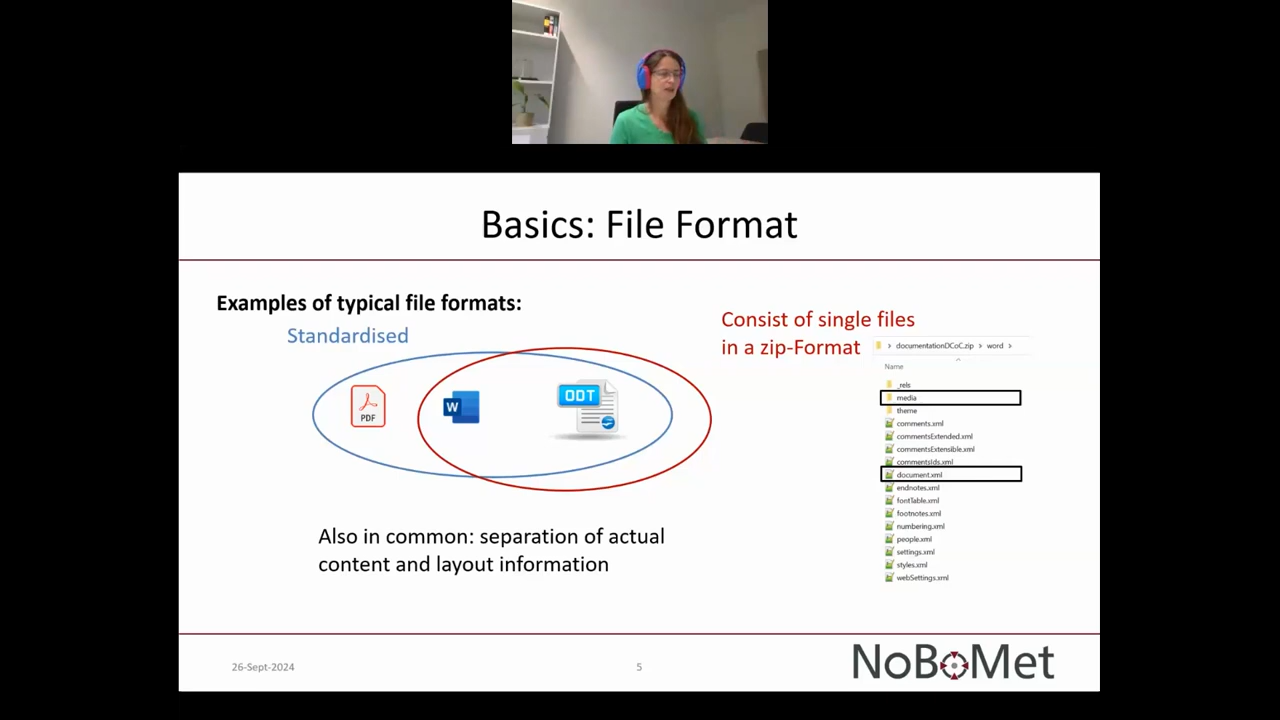 Basics: File Format
Examples of typical file formats:
Standardised
PDF
W
ODT
Also in common: separation of actual
content and layout information
Consist of single files
in a zip-Format
documentationDCoC.zip > word >
Name
_rels
media
theme
comments.xml
commentsExtended.xml
commentsExtensible.xml
commentsIds.xml
document.xml
endnotes.xml
fontTable.xml
footnotes.xml
numbering.xml
people.xml
settings.xml
styles.xml
webSettings.xml
26-Sept-2024
5
NoBoMet